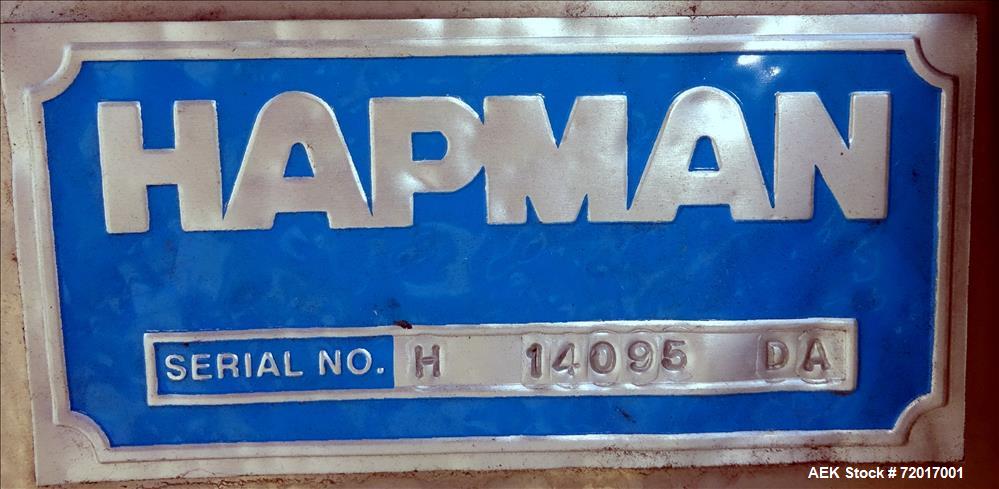 HAPMAN
SERIAL NO. H 14095 DA
AEK Stock # 72017001